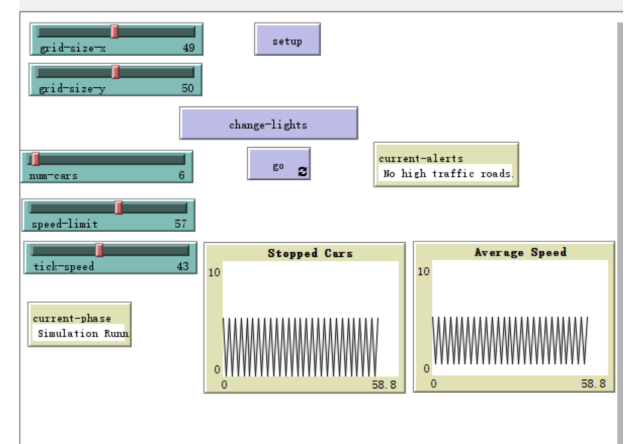 grid-size-x 49
setup
grid-size-y 50
change-lights
num-cars 6
go
current-alerts
No high traffic roads.
speed-limit 57
tick-speed 43
current-phase
Simulation Runn
Stopped Cars
10
0
0 58.8
Average Speed
10
0
0 58.8